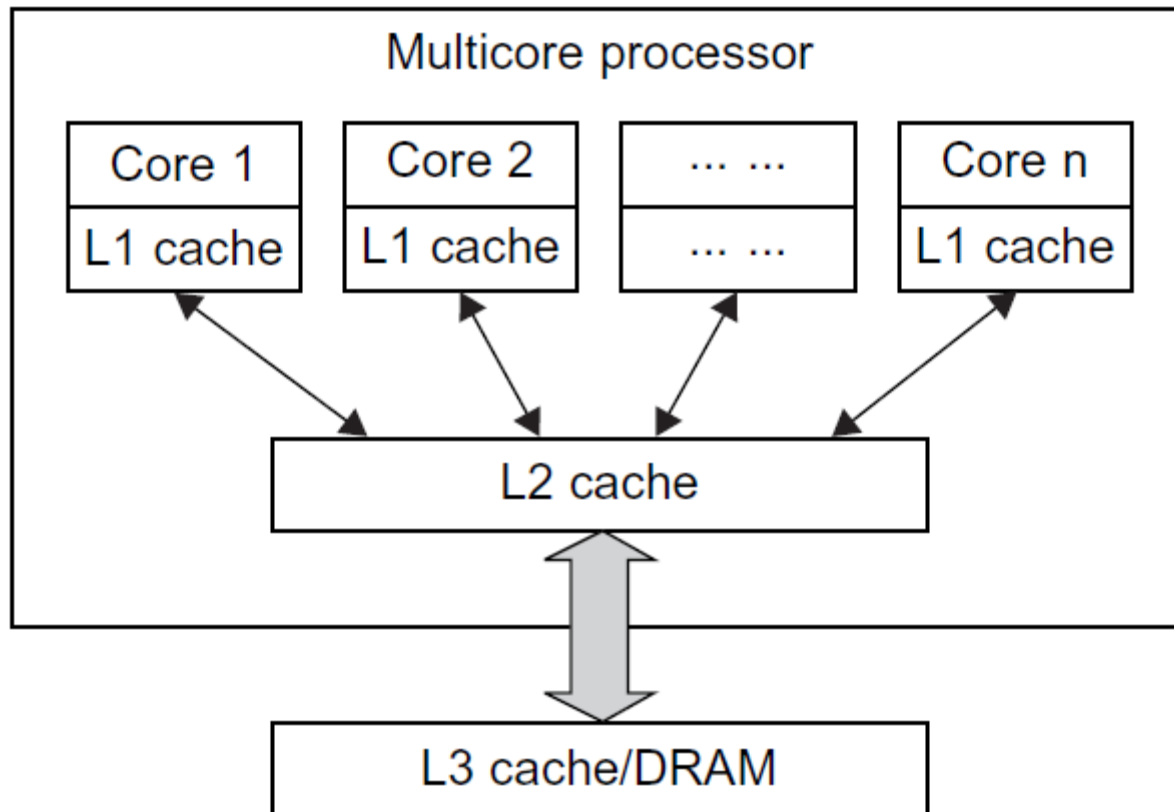 Multicore processor
Core 1
Core 2
... ...
Core n
L1 cache
L1 cache
... ...
L1 cache
L2 cache
L3 cache/DRAM